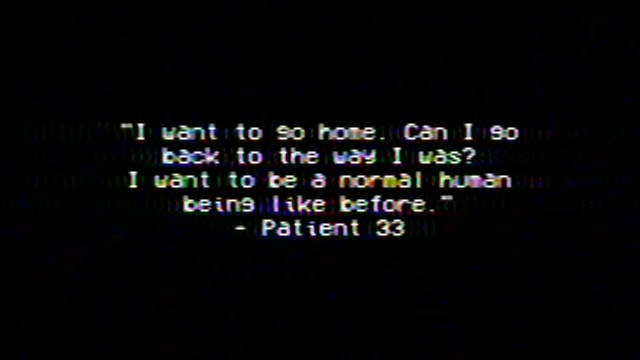 "I want to go home. Can I go
back to the way I was?
I want to be a normal human
being like before."
- Patient 33